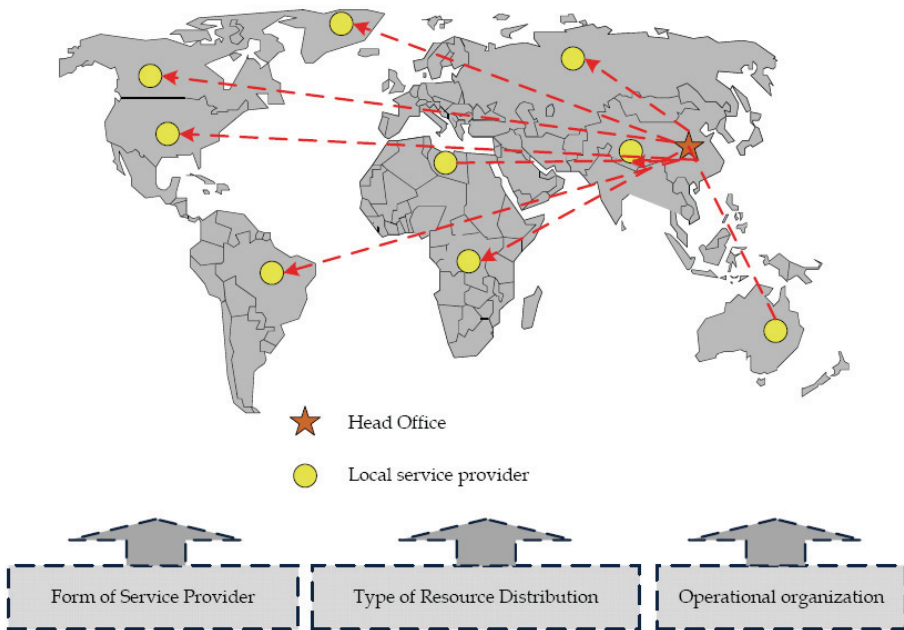 Head Office
Local service provider
Form of Service Provider
Type of Resource Distribution
Operational organization